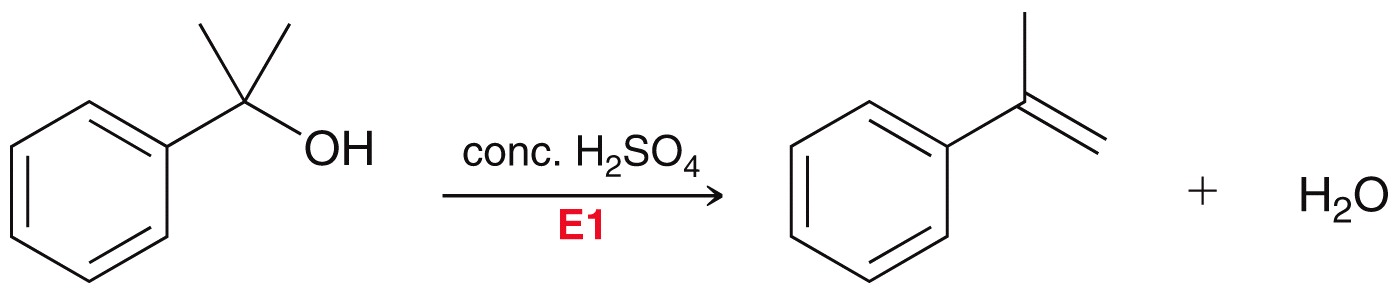 OH
conc. H₂SO₄
E1
+
H₂O